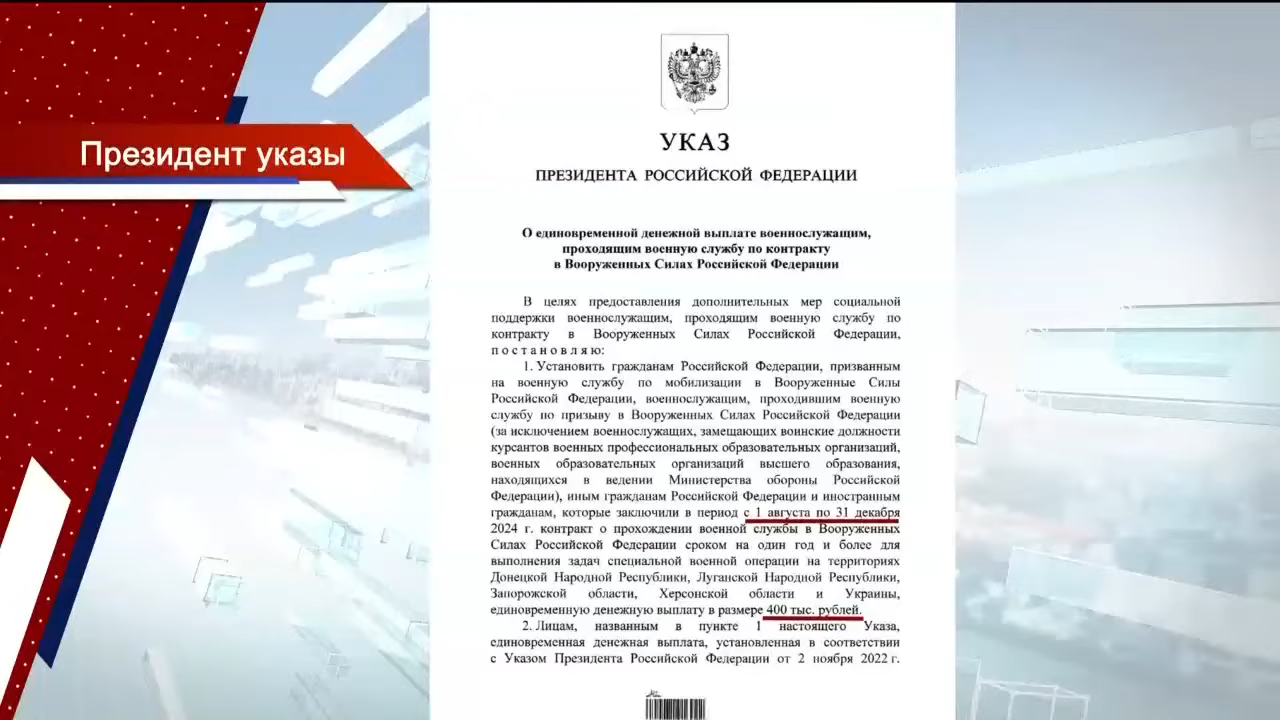 Президент указы
УКАЗ
ПРЕЗИДЕНТА РОССИЙСКОЙ ФЕДЕРАЦИИ
О единовременной денежной выплате военнослужащим,
проходящим военную службу по контракту
в Вооруженных Силах Российской Федерации
В целях предоставления дополнительных мер социальной
поддержки военнослужащим, проходящим военную службу по
контракту в Вооруженных Силах Российской Федерации,
п о с т а н о в л я ю:
1. Установить гражданам Российской Федерации, призванным
на военную службу по мобилизации в Вооруженные Силы
Российской Федерации, военнослужащим, проходившим военную
службу по призыву в Вооруженных Силах Российской Федерации
(за исключением военнослужащих, замещающих воинские должности
курсантов военных профессиональных образовательных организаций,
военных образовательных организаций высшего образования,
находящихся в ведении Министерства обороны Российской
Федерации), иным гражданам Российской Федерации и иностранным
гражданам, которые заключили в период с 1 августа по 31 декабря
2024 г. контракт о прохождении военной службы в Вооруженных
Силах Российской Федерации сроком на один год и более для
выполнения задач специальной военной операции на территориях
Донецкой Народной Республики, Луганской Народной Республики,
Запорожской области, Херсонской области и Украины,
единовременную денежную выплату в размере 400 тыс. рублей.
2. Лицам, названным в пункте 1 настоящего Указа,
единовременная денежная выплата, установленная в соответствии
с Указом Президента Российской Федерации от 2 ноября 2022 г.